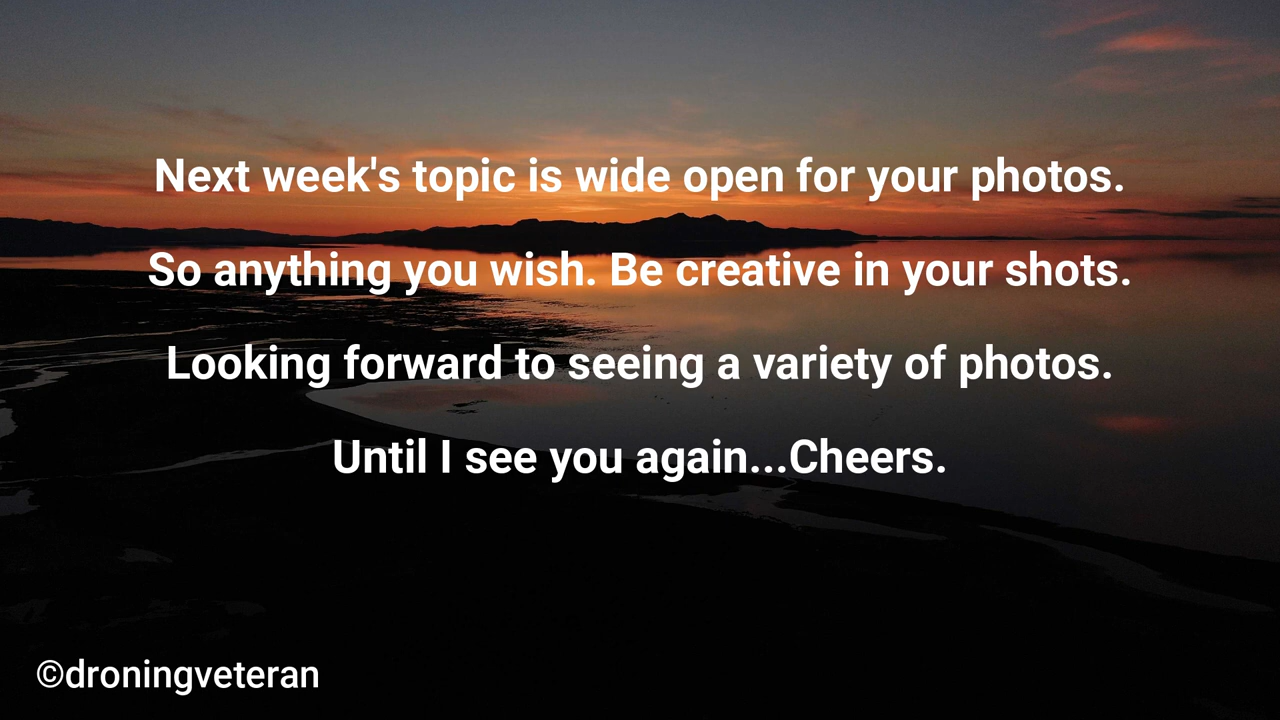 Next week's topic is wide open for your photos.
So anything you wish. Be creative in your shots.
Looking forward to seeing a variety of photos.
Until I see you again...Cheers.
©droningveteran